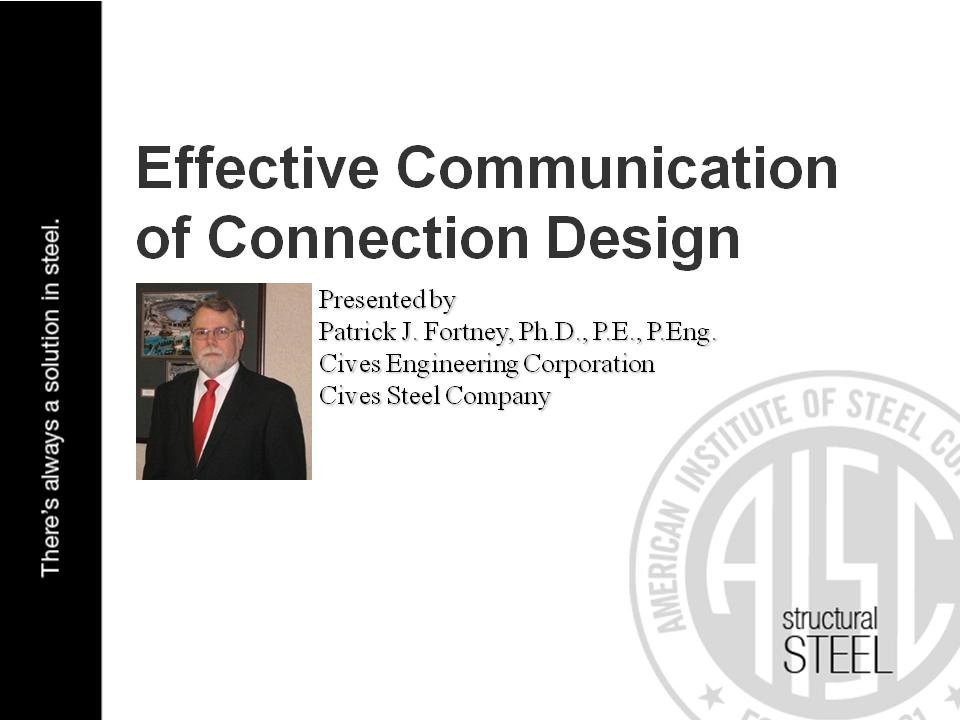 There's always a solution in steel.
Effective Communication
of Connection Design
Presented by
Patrick J. Fortney, Ph.D., P.E., P.Eng.
Cives Engineering Corporation
Cives Steel Company
AMERICAN INSTITUTE OF STEEL
AISC
structural
STEEL